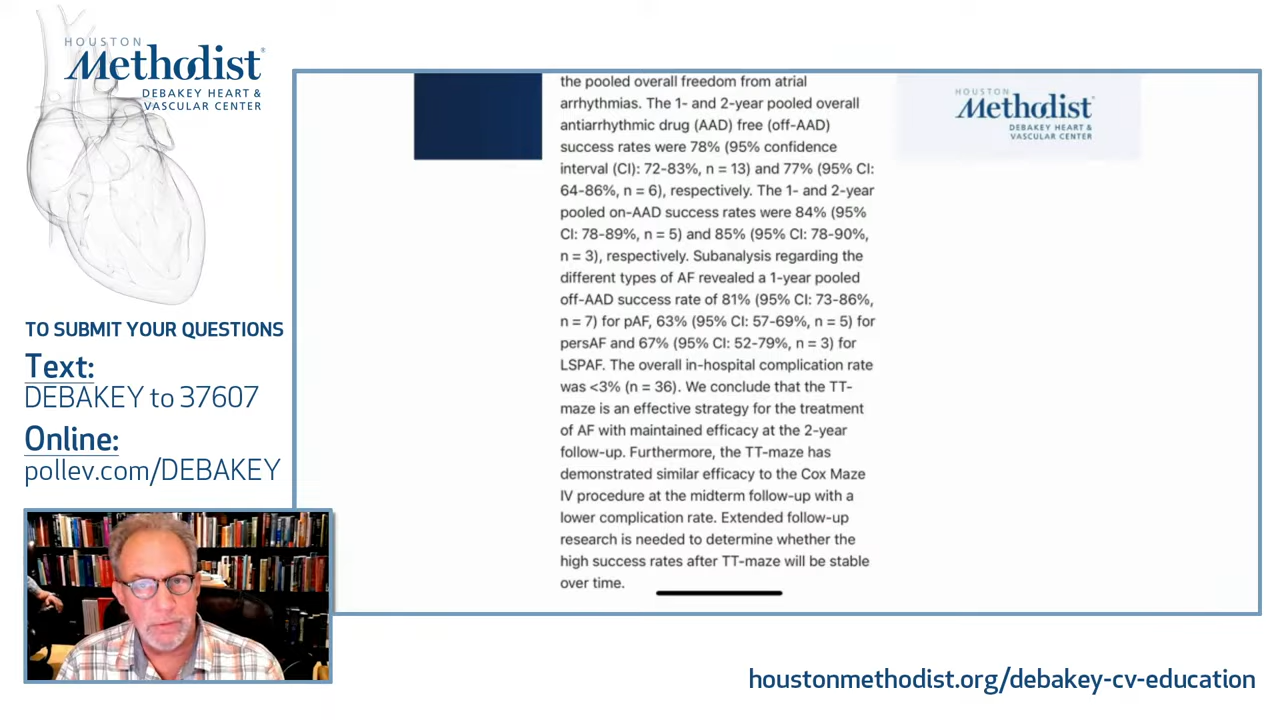 HOUSTON
Methodist
DEBAKEY HEART &
VASCULAR CENTER
TO SUBMIT YOUR QUESTIONS
Text:
DEBAKEY to 37607
Online:
pollev.com/DEBAKEY
the pooled overall freedom from atrial
arrhythmias. The 1- and 2-year pooled overall
antiarrhythmic drug (AAD) free (off-AAD)
success rates were 78% (95% confidence
interval (CI): 72-83%, n = 13) and 77% (95% CI:
64-86%, n = 6), respectively. The 1- and 2-year
pooled on-AAD success rates were 84% (95%
CI: 78-89%, n = 5) and 85% (95% CI: 78-90%,
n = 3), respectively. Subanalysis regarding the
different types of AF revealed a 1-year pooled
off-AAD success rate of 81% (95% CI: 73-86%,
n = 7) for pAF, 63% (95% CI: 57-69%, n = 5) for
persAF and 67% (95% CI: 52-79%, n = 3) for
LSPAF. The overall in-hospital complication rate
was <3% (n = 36). We conclude that the TT-
maze is an effective strategy for the treatment
of AF with maintained efficacy at the 2-year
follow-up. Furthermore, the TT-maze has
demonstrated similar efficacy to the Cox Maze
IV procedure at the midterm follow-up with a
lower complication rate. Extended follow-up
research is needed to determine whether the
high success rates after TT-maze will be stable
over time.
HOUSTON
Methodist
DEBAKEY HEART &
VASCULAR CENTER
houstonmethodist.org/debakey-cv-education